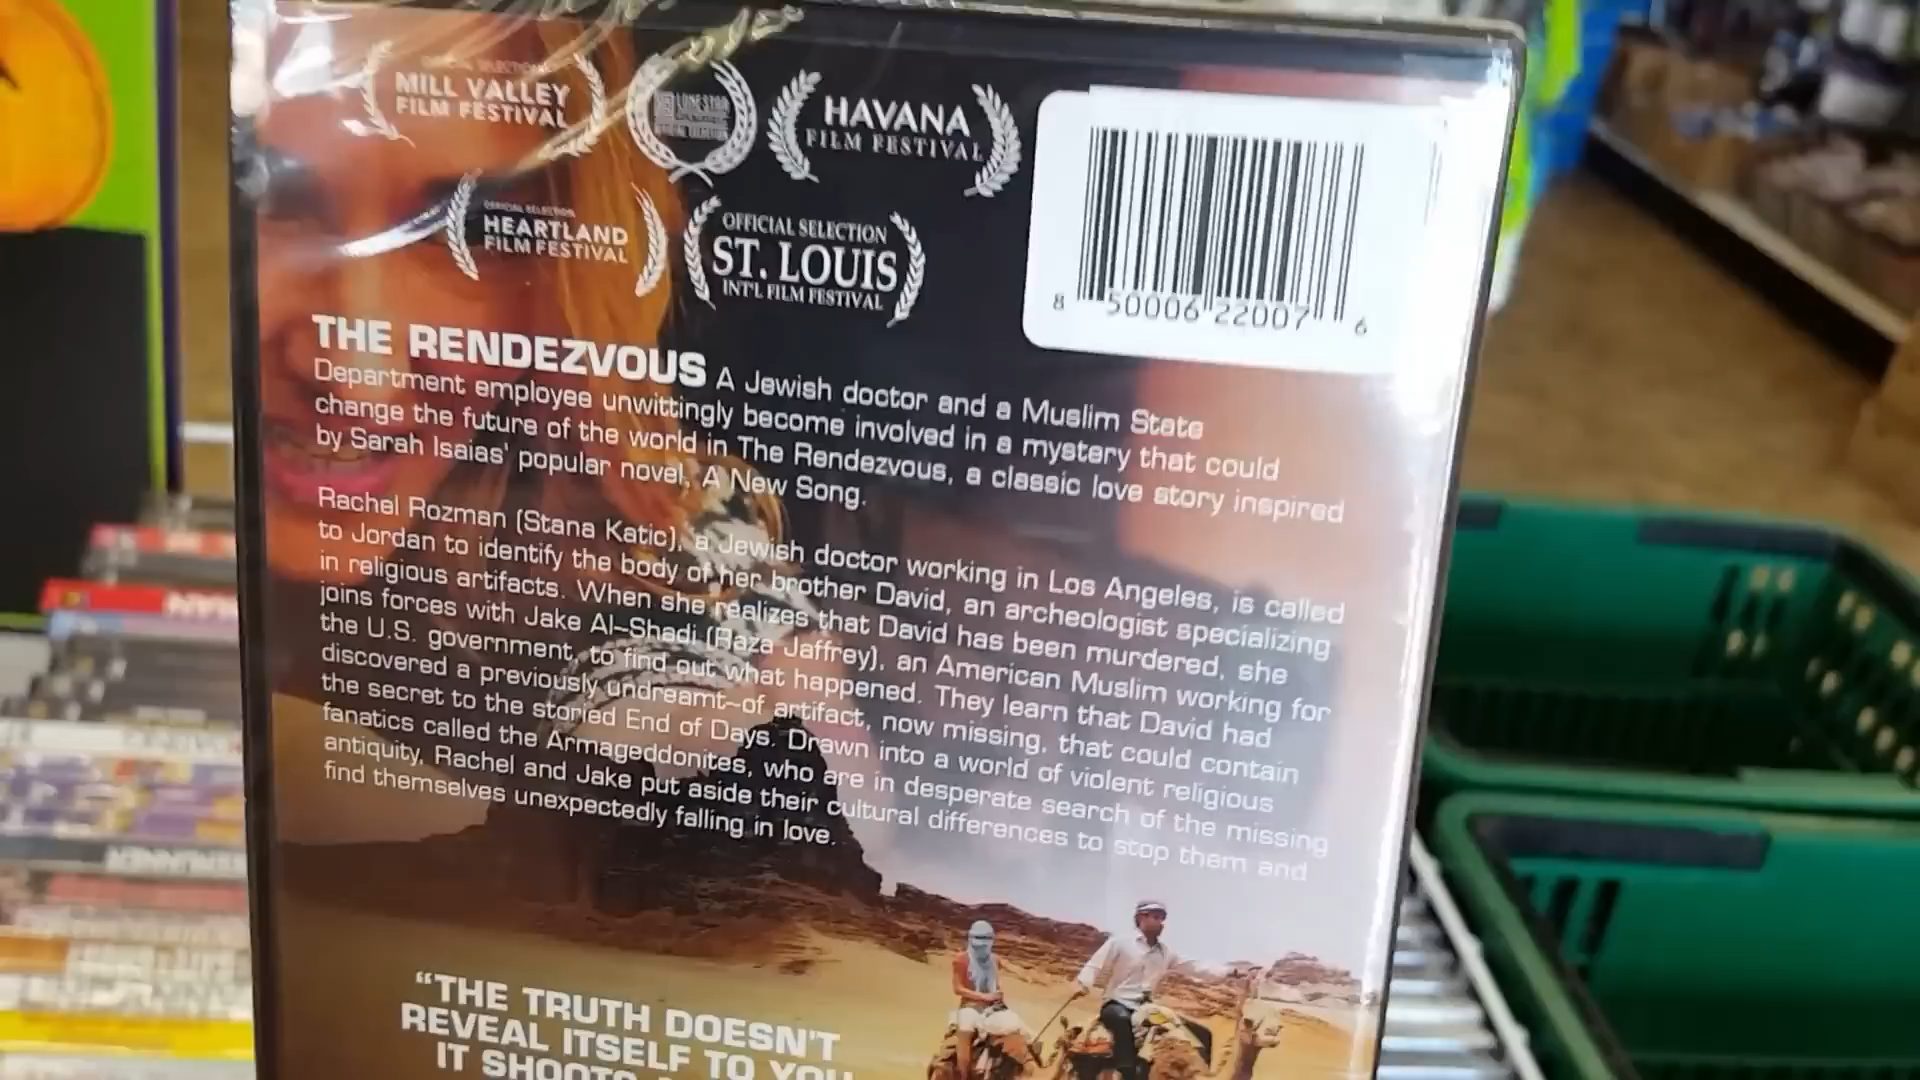 MILL VALLEY
FILM FESTIVAL
LONE STAR
HAVANA
FILM FESTIVAL
OFFICIAL SELECTION
HEARTLAND
FILM FESTIVAL
OFFICIAL SELECTION
ST. LOUIS
INT'L FILM FESTIVAL
8 50006 22007 6
THE RENDEZVOUS A Jewish doctor and a Muslim State
Department employee unwittingly become involved in a mystery that could
change the future of the world in The Rendezvous, a classic love story inspired
by Sarah Isaias' popular novel, A New Song.
Rachel Rozman (Stana Katic), a Jewish doctor working in Los Angeles, is called
to Jordan to identify the body of her brother David, an archeologist specializing
in religious artifacts. When she realizes that David has been murdered, she
joins forces with Jake Al-Shadi (Raza Jaffrey), an American Muslim working for
the U.S. government, to find out what happened. They learn that David had
discovered a previously undreamt-of artifact, now missing, that could contain
the secret to the storied End of Days. Drawn into a world of violent religious
fanatics called the Armageddonites, who are in desperate search of the missing
antiquity, Rachel and Jake put aside their cultural differences to stop them and
find themselves unexpectedly falling in love.
"THE TRUTH DOESN'T
REVEAL ITSELF TO YOU
IT SHOOTS